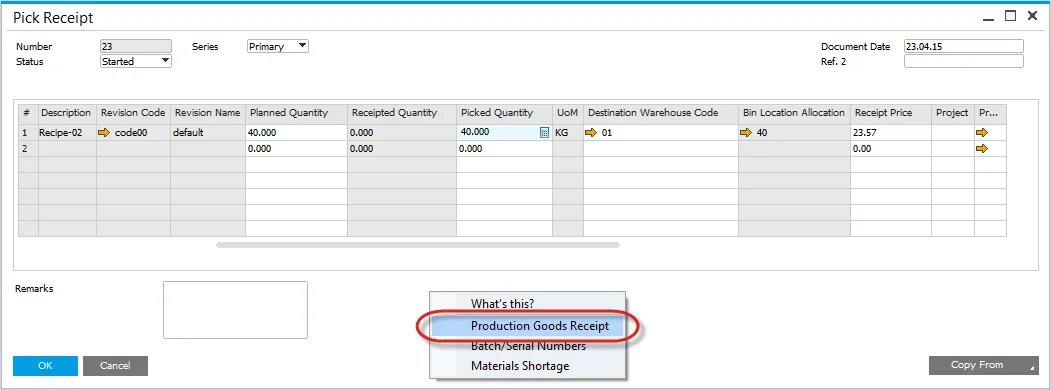 Pick Receipt
Number 23 Series Primary Document Date 23.04.15
Status Started Ref. 2
# Description Revision Code Revision Name Planned Quantity Receipted Quantity Picked Quantity UoM Destination Warehouse Code Bin Location Allocation Receipt Price Project Pr...
1 Recipe-02 code00 default 40.000 0.000 40.000 KG 01 40 23.57
2 0.000 0.000 0.000 0.00
Remarks
What's this?
Production Goods Receipt
Batch/Serial Numbers
Materials Shortage
OK Cancel Copy From